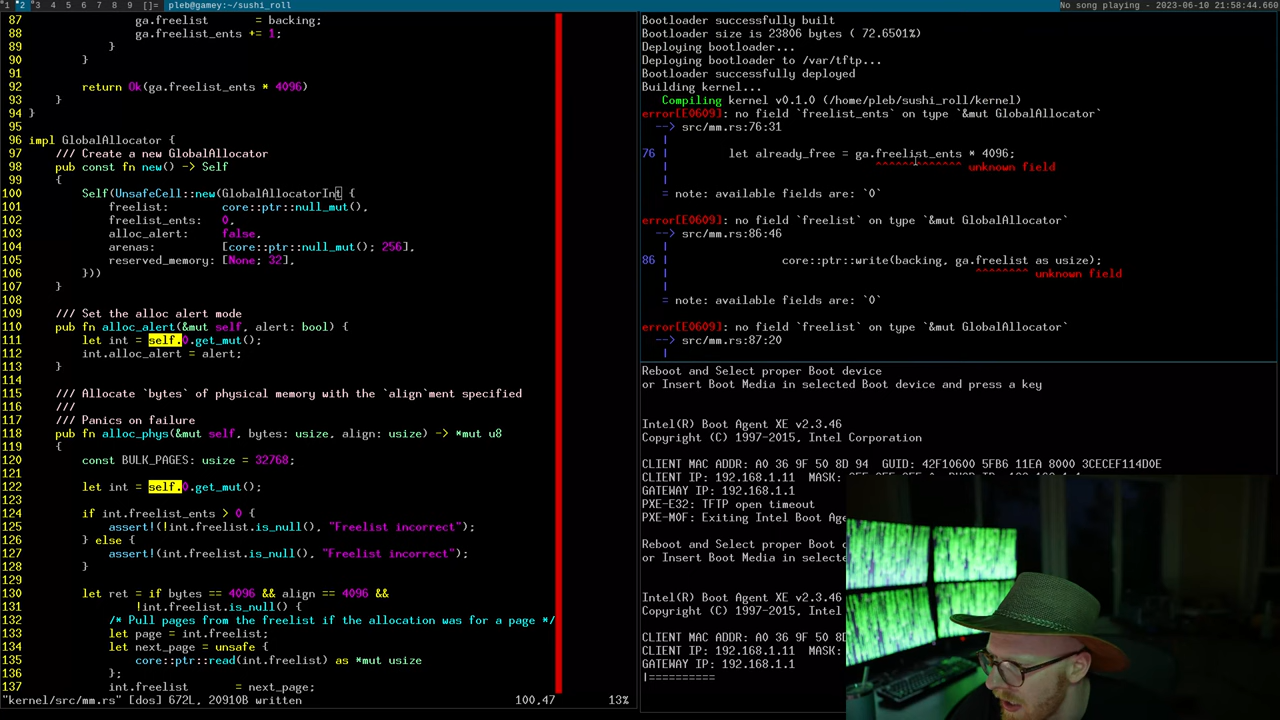 1 2 3 4 5 6 7 8 9 []= pleb@gamey:~/sushi_roll
No song playing - 2023-06-10 21:58:44.660
87 ga.freelist = backing;
88 ga.freelist_ents += 1;
89 }
90 }
91
92 return Ok(ga.freelist_ents * 4096)
93 }
94 }
95
96 impl GlobalAllocator {
97 /// Create a new GlobalAllocator
98 pub const fn new() -> Self
99 {
100 Self(UnsafeCell::new(GlobalAllocatorInt {
101 freelist: core::ptr::null_mut(),
102 freelist_ents: 0,
103 alloc_alert: false,
104 arenas: [core::ptr::null_mut(); 256],
105 reserved_memory: [None; 32],
106 }))
107 }
108
109 /// Set the alloc alert mode
110 pub fn alloc_alert(&mut self, alert: bool) {
111 let int = self.0.get_mut();
112 int.alloc_alert = alert;
113 }
114
115 /// Allocate `bytes` of physical memory with the `align`ment specified
116 ///
117 /// Panics on failure
118 pub fn alloc_phys(&mut self, bytes: usize, align: usize) -> *mut u8
119 {
120 const BULK_PAGES: usize = 32768;
121
122 let int = self.0.get_mut();
123
124 if int.freelist_ents > 0 {
125 assert!(!int.freelist.is_null(), "Freelist incorrect");
126 } else {
127 assert!(int.freelist.is_null(), "Freelist incorrect");
128 }
129
130 let ret = if bytes == 4096 && align == 4096 &&
131 !int.freelist.is_null() {
132 /* Pull pages from the freelist if the allocation was for a page */
133 let page = int.freelist;
134 let next_page = unsafe {
135 core::ptr::read(int.freelist) as *mut usize
136 };
137 int.freelist = next_page;
"kernel/src/mm.rs" [dos] 672L, 20910B written 100,47 13%
Bootloader successfully built
Bootloader size is 23806 bytes ( 72.6501%)
Deploying bootloader...
Deploying bootloader to /var/tftp...
Bootloader successfully deployed
Building kernel...
Compiling kernel v0.1.0 (/home/pleb/sushi_roll/kernel)
error[E0609]: no field `freelist_ents` on type `&mut GlobalAllocator`
--> src/mm.rs:76:31
|
76 | let already_free = ga.freelist_ents * 4096;
| ^^^^^^^^^^^^^ unknown field
|
= note: available fields are: `0`
error[E0609]: no field `freelist` on type `&mut GlobalAllocator`
--> src/mm.rs:86:46
|
86 | core::ptr::write(backing, ga.freelist as usize);
| ^^^^^^^^ unknown field
|
= note: available fields are: `0`
error[E0609]: no field `freelist` on type `&mut GlobalAllocator`
--> src/mm.rs:87:20
|
Reboot and Select proper Boot device
or Insert Boot Media in selected Boot device and press a key
Intel(R) Boot Agent XE v2.3.46
Copyright (C) 1997-2015, Intel Corporation
CLIENT MAC ADDR: A0 36 9F 50 8D 94 GUID: 42F10600 5FB6 11EA 8000 3CECEF114D0E
CLIENT IP: 192.168.1.11 MASK:
GATEWAY IP: 192.168.1.1
PXE-E32: TFTP open timeout
PXE-M0F: Exiting Intel Boot Age
Reboot and Select proper Boot
or Insert Boot Media in selecte
Intel(R) Boot Agent XE v2.3.46
Copyright (C) 1997-2015, Intel
CLIENT MAC ADDR: A0 36 9F 50 8D
CLIENT IP: 192.168.1.11 MASK:
GATEWAY IP: 192.168.1.1
|==========